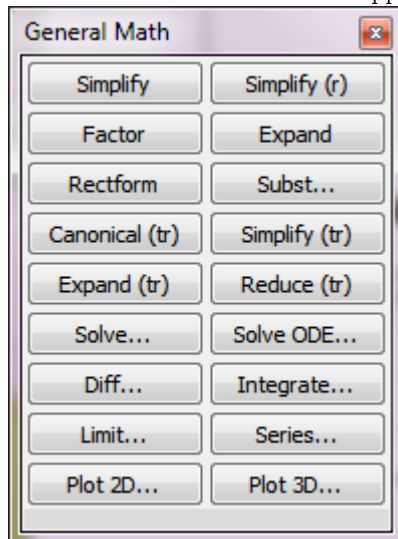 General Math
Simplify Simplify (r)
Factor Expand
Rectform Subst...
Canonical (tr) Simplify (tr)
Expand (tr) Reduce (tr)
Solve... Solve ODE...
Diff... Integrate...
Limit... Series...
Plot 2D... Plot 3D...